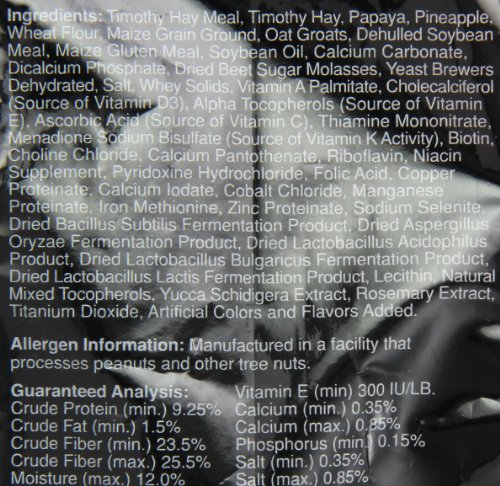 Ingredients: Timothy Hay Meal, Timothy Hay, Papaya, Pineapple,
Wheat Flour, Maize Grain Ground, Oat Groats, Dehulled Soybean
Meal, Maize Gluten Meal, Soybean Oil, Calcium Carbonate,
Dicalcium Phosphate, Dried Beet Sugar Molasses, Yeast Brewers
Dehydrated, Salt, Whey Solids, Vitamin A Palmitate, Cholecalciferol
(Source of Vitamin D3), Alpha Tocopherols (Source of Vitamin
E), Ascorbic Acid (Source of Vitamin C), Thiamine Mononitrate,
Menadione Sodium Bisulfate (Source of Vitamin K Activity), Biotin,
Choline Chloride, Calcium Pantothenate, Riboflavin, Niacin
Supplement, Pyridoxine Hydrochloride, Folic Acid, Copper
Proteinate, Calcium Iodate, Cobalt Chloride, Manganese
Proteinate, Iron Methionine, Zinc Proteinate, Sodium Selenite,
Dried Bacillus Subtilis Fermentation Product, Dried Aspergillus
Oryzae Fermentation Product, Dried Lactobacillus Acidophilus
Product, Dried Lactobacillus Bulgaricus Fermentation Product,
Dried Lactobacillus Lactis Fermentation Product, Lecithin, Natural
Mixed Tocopherols, Yucca Schidigera Extract, Rosemary Extract,
Titanium Dioxide, Artificial Colors and Flavors Added.
Allergen Information: Manufactured in a facility that
processes peanuts and other tree nuts.
Guaranteed Analysis:
Crude Protein (min.) 9.25%
Crude Fat (min.) 1.5%
Crude Fiber (min.) 23.5%
Crude Fiber (max.) 25.5%
Moisture (max.) 12.0%
Vitamin E (min) 300 IU/LB.
Calcium (min.) 0.35%
Calcium (max.) 0.85%
Phosphorus (min.) 0.15%
Salt (min.) 0.35%
Salt (max.) 0.85%